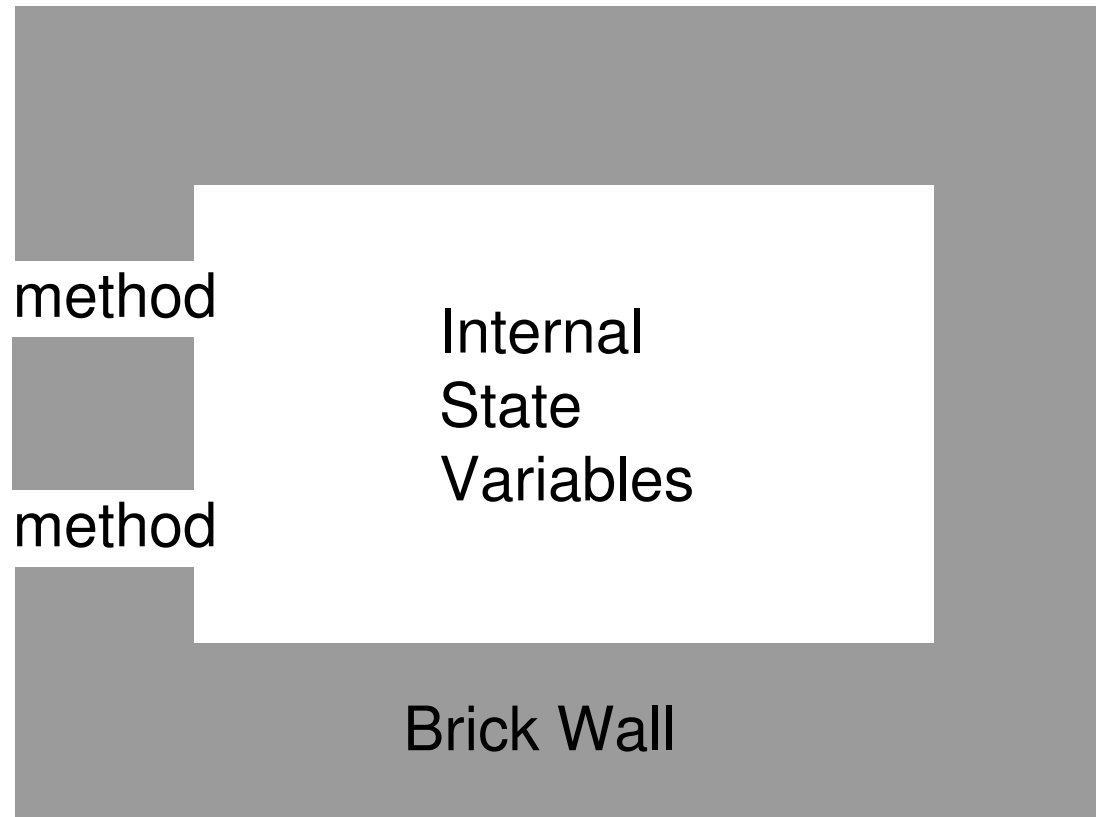 method
Internal
State
Variables
method
Brick Wall